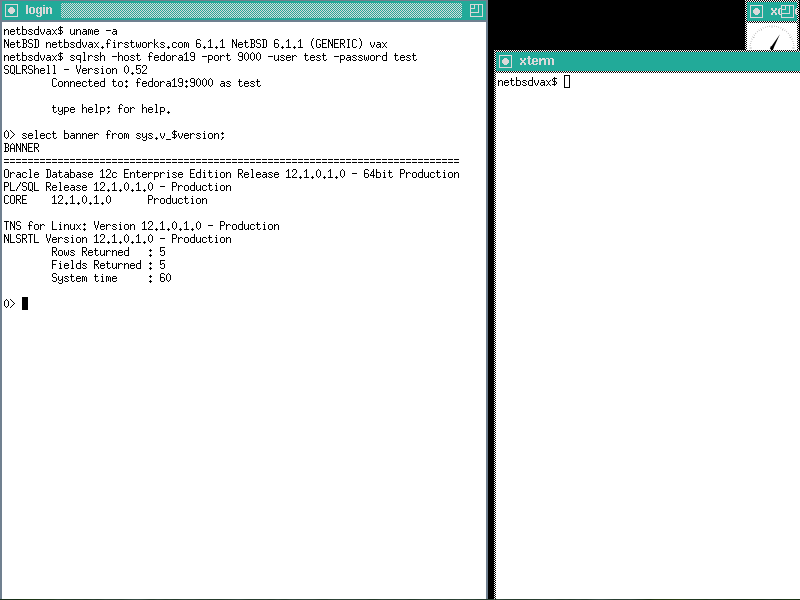 login
netbsdvax$ uname -a
NetBSD netbsdvax.firstworks.com 6.1.1 NetBSD 6.1.1 (GENERIC) vax
netbsdvax$ sqlrsh -host fedora19 -port 9000 -user test -password test
SQLRShell - Version 0.52
        Connected to: fedora19:9000 as test
        type help; for help.
0> select banner from sys.v_$version;
BANNER
============================================================================
Oracle Database 12c Enterprise Edition Release 12.1.0.1.0 - 64bit Production
PL/SQL Release 12.1.0.1.0 - Production
CORE    12.1.0.1.0      Production
TNS for Linux: Version 12.1.0.1.0 - Production
NLSRTL Version 12.1.0.1.0 - Production
        Rows Returned   : 5
        Fields Returned : 5
        System time     : 60
0>
xterm
netbsdvax$